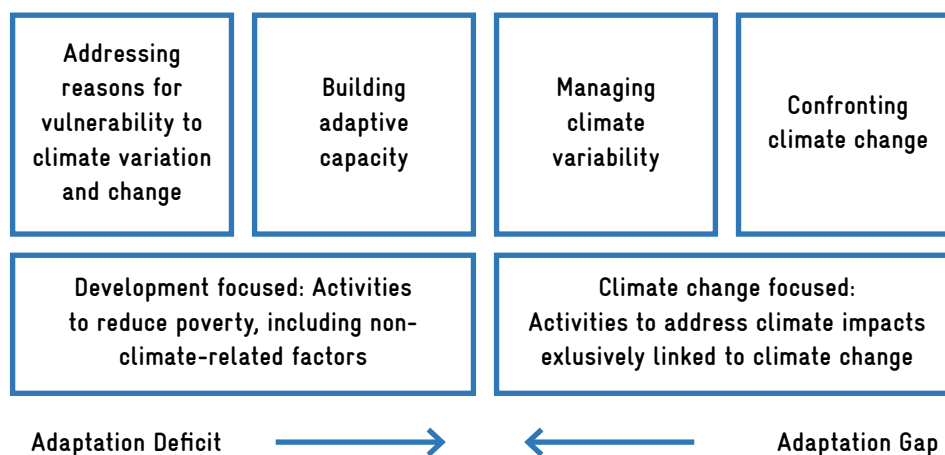 Addressing
reasons for
vulnerability to
climate variation
and change
Building
adaptive
capacity
Managing
climate
variability
Confronting
climate change
Development focused: Activities
to reduce poverty, including non-
climate-related factors
Climate change focused:
Activities to address climate impacts
exlusively linked to climate change
Adaptation Deficit
Adaptation Gap